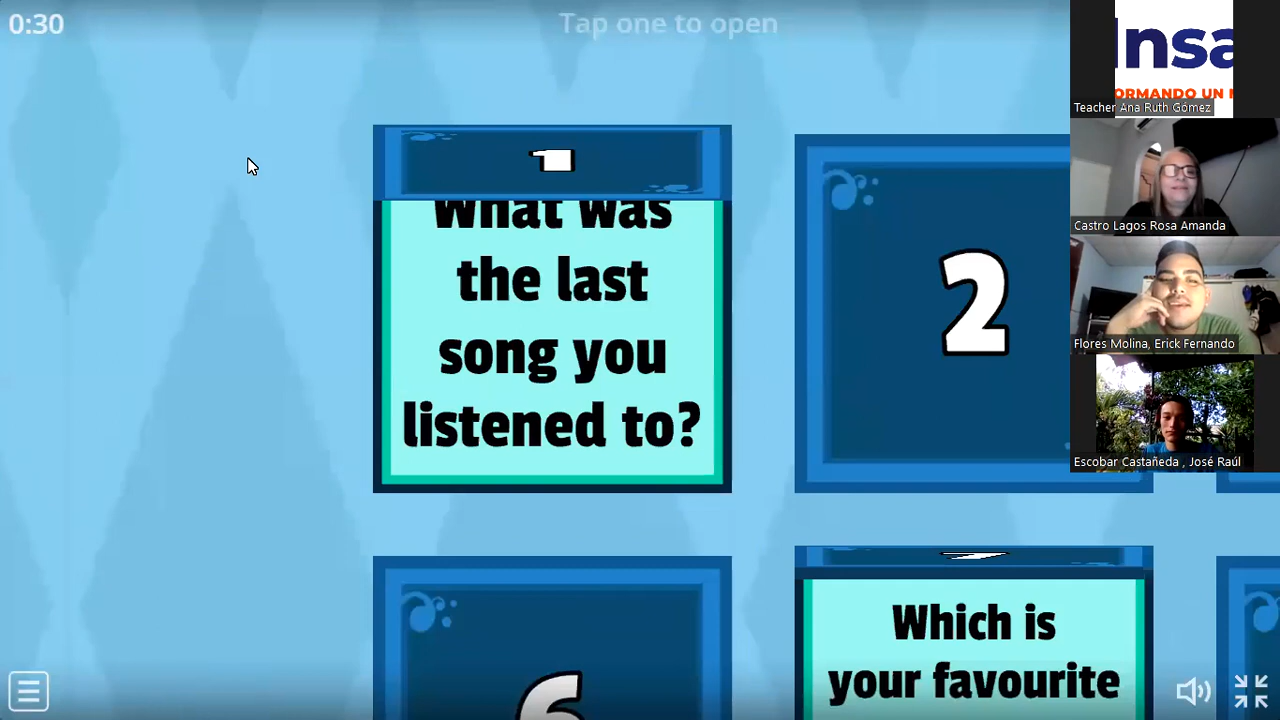 0:30
Tap one to open
Insa
ORMANDO UN
Teacher Ana Ruth Gómez
1
What was
the last
song you
listened to?
2
Castro Lagos Rosa Amanda
Flores Molina, Erick Fernando
Escobar Castañeda , José Raúl
6
Which is
your favourite